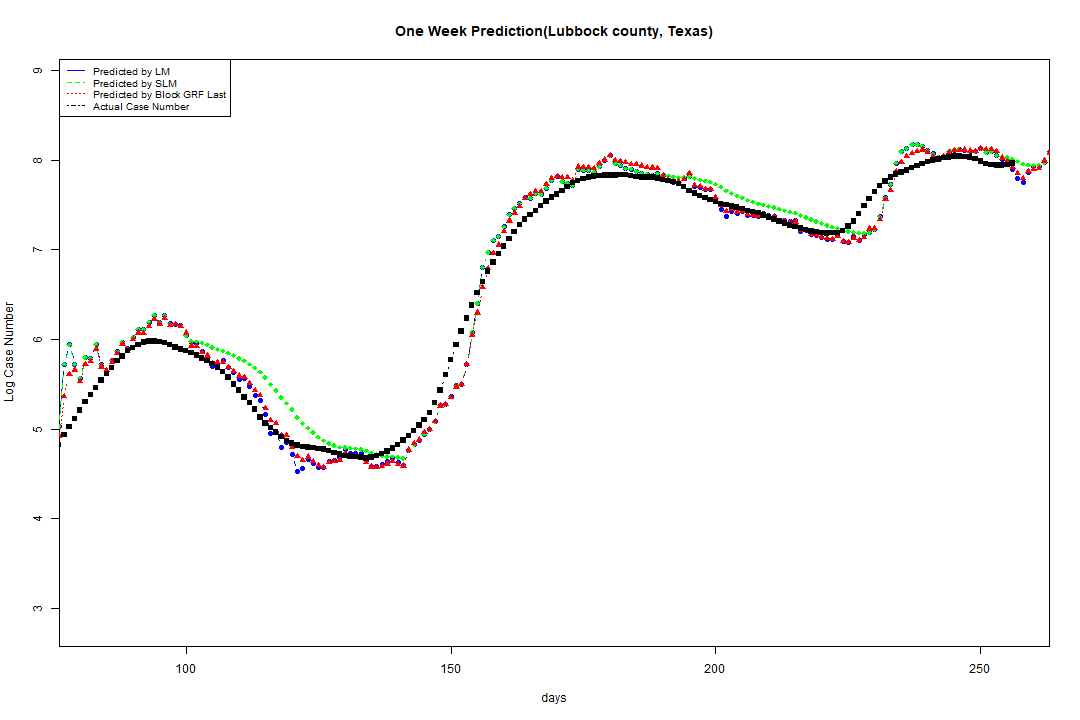 One Week Prediction(Lubbock county, Texas)
Predicted by LM
Predicted by SLM
Predicted by Block GRF Last
Actual Case Number
9
8
7
6
5
4
3
Log Case Number
100 150 200 250
days